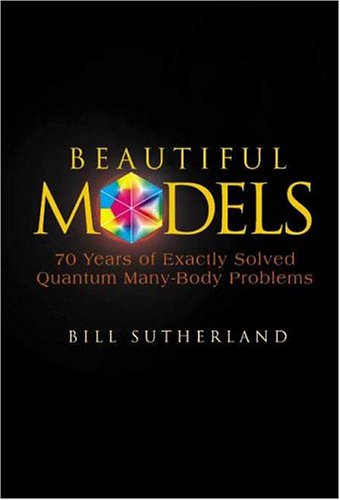 BEAUTIFUL
MODELS
70 Years of Exactly Solved
Quantum Many-Body Problems
BILL SUTHERLAND